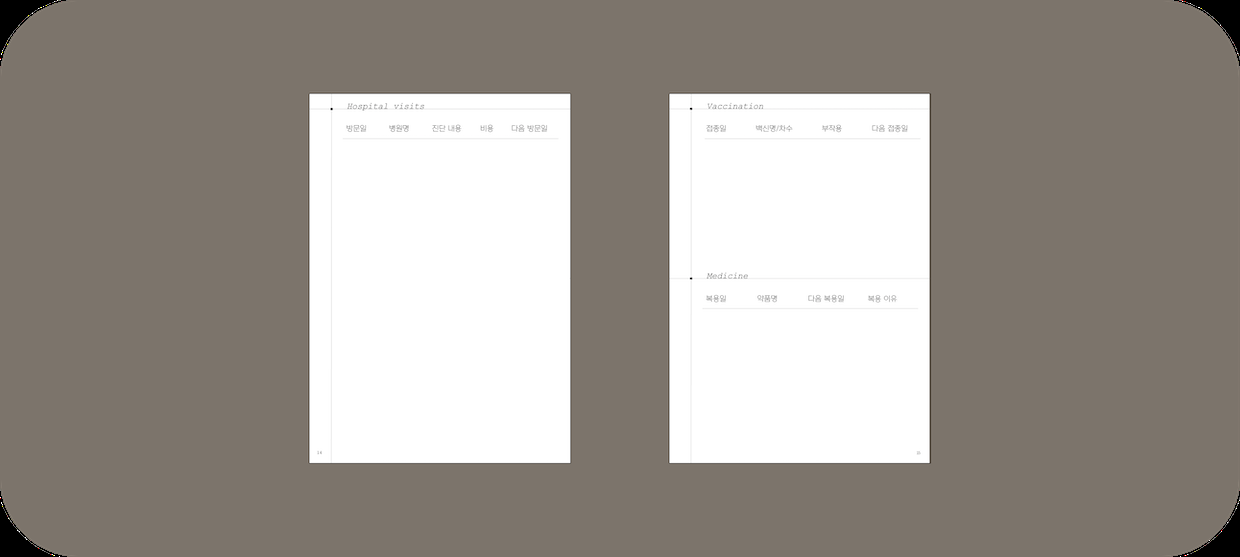 Hospital visits
방문일 병원명 진단 내용 비용 다음 방문일
Vaccination
접종일 백신명/차수 부작용 다음 접종일
Medicine
복용일 약품명 다음 복용일 복용 이유